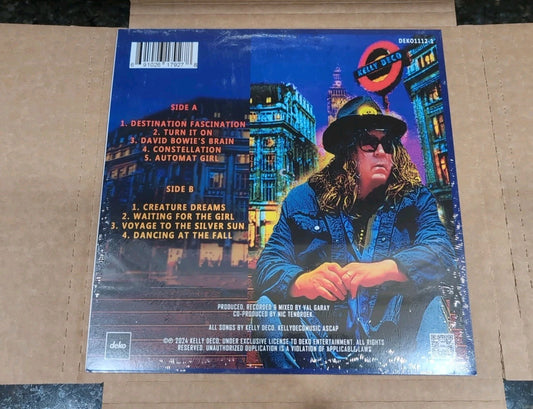 DEKO1112-1
KELLY DECO
8 91026 17927 8
SIDE A
1. DESTINATION FASCINATION
2. TURN IT ON
3. DAVID BOWIE'S BRAIN
4. CONSTELLATION
5. AUTOMAT GIRL
SIDE B
1. CREATURE DREAMS
2. WAITING FOR THE GIRL
3. VOYAGE TO THE SILVER SUN
4. DANCING AT THE FALL
PRODUCED, RECORDED & MIXED BY VAL GARAY
CO-PRODUCED BY NIC TENBROEK.
ALL SONGS BY KELLY DECO. KELLYDECOMUSIC ASCAP
deko
©℗ 2024 KELLY DECO; UNDER EXCLUSIVE LICENSE TO DEKO ENTERTAINMENT. ALL RIGHTS
RESERVED. UNAUTHORIZED DUPLICATION IS A VIOLATION OF APPLICABLE LAWS